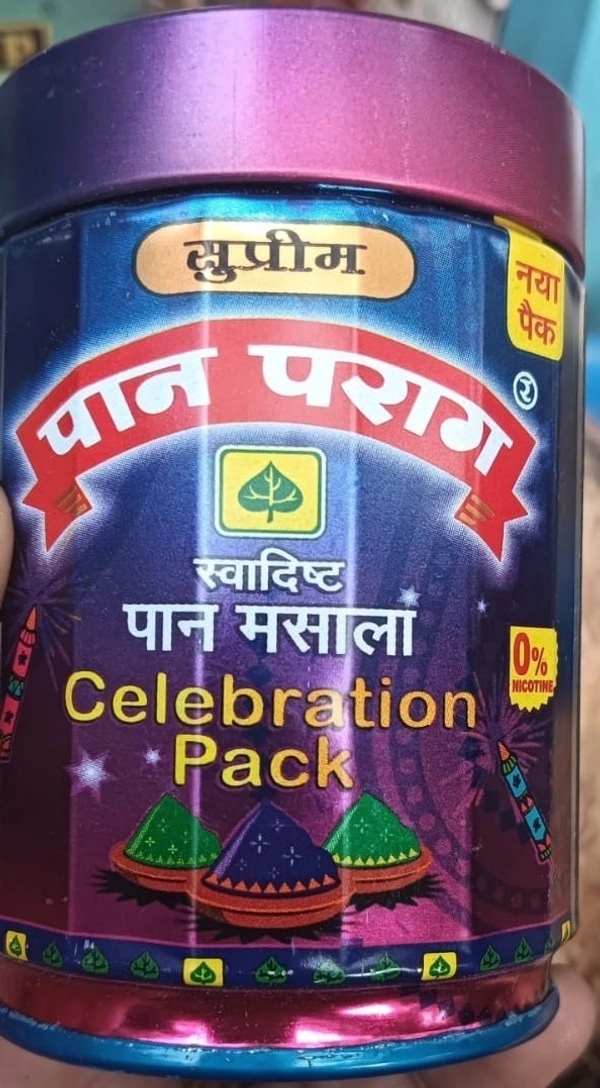 सुप्रीम
नया
पैक
पान पराग
®
स्वादिष्ट
पान मसाला
0%
NICOTINE
Celebration
Pack